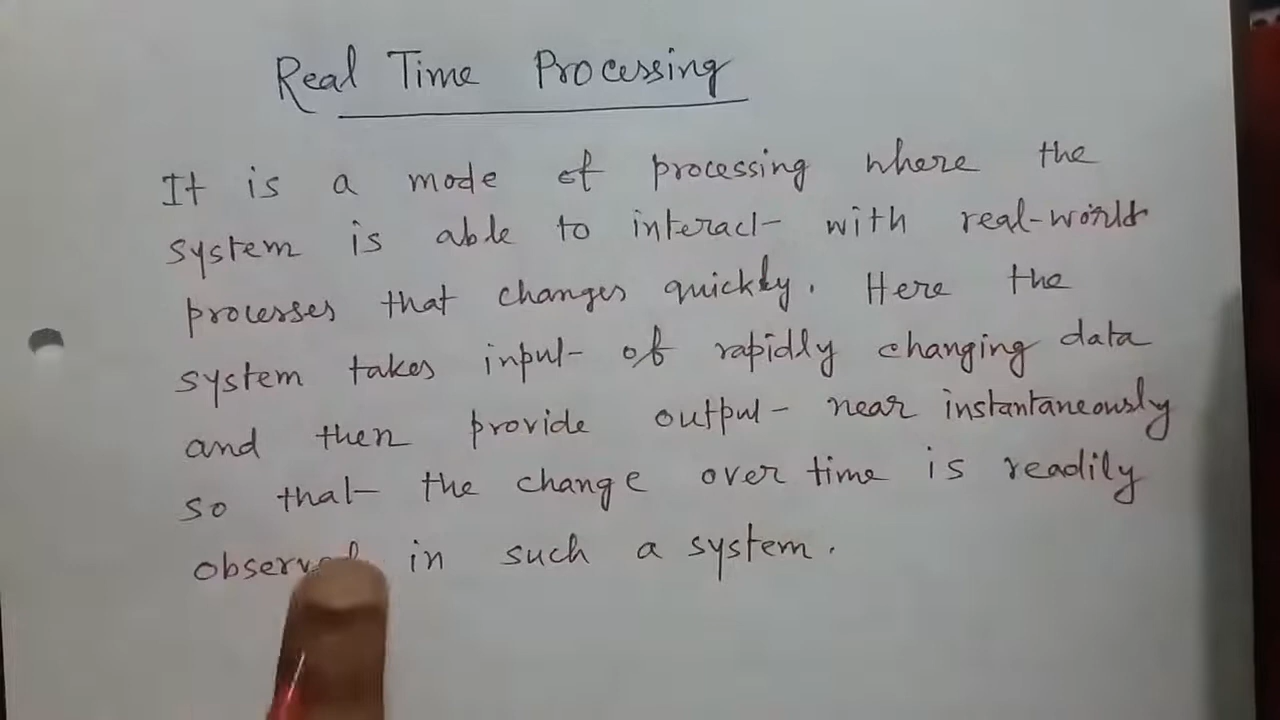 Real Time Processing
It is a mode of processing where the
system is able to interact with real-world
processes that changes quickly. Here the
system takes input of rapidly changing data
and then provide output near instantaneously
so that the change over time is readily
observed in such a system.